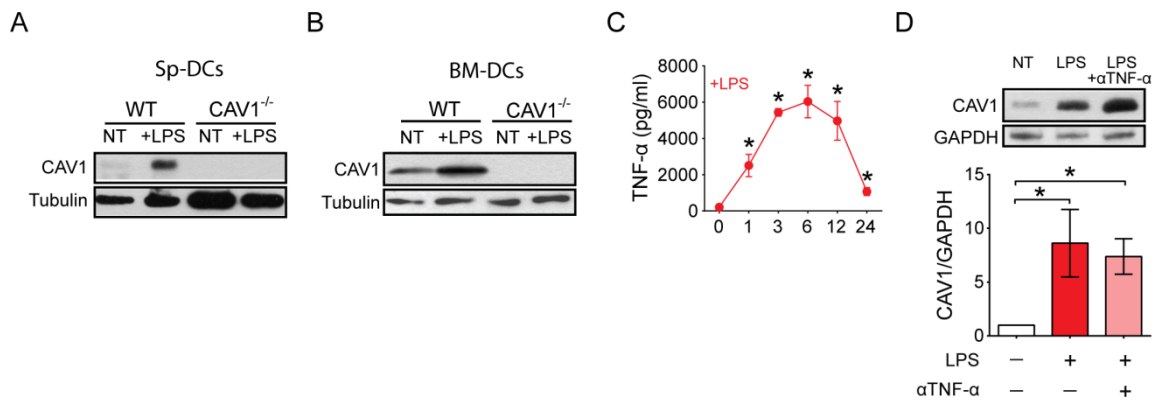 A
Sp-DCs
WT CAV1-/-
NT +LPS NT +LPS
CAV1
Tubulin
B
BM-DCs
WT CAV1-/-
NT +LPS NT +LPS
CAV1
Tubulin
C
+LPS
TNF-α (pg/ml)
8000
6000
4000
2000
0
* * * * *
0 1 3 6 12 24
D
NT LPS LPS
+αTNF-α
CAV1
GAPDH
CAV1/GAPDH
15
10
5
0
*
*
LPS – + +
αTNF-α – – +